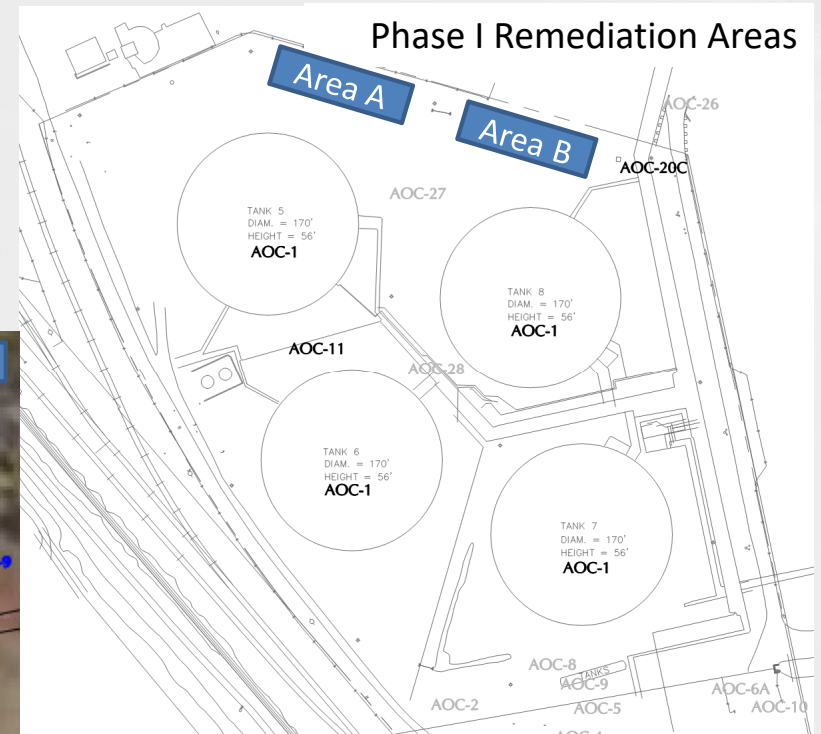 Phase I Remediation Areas
Area A
Area B
AOC-26
AOC-20C
AOC-27
TANK 5
DIAM. = 170'
HEIGHT = 56'
AOC-1
TANK 8
DIAM. = 170'
HEIGHT = 56'
AOC-1
AOC-11
AOC-28
TANK 6
DIAM. = 170'
HEIGHT = 56'
AOC-1
TANK 7
DIAM. = 170'
HEIGHT = 56'
AOC-1
AOC-8
TANKS
AOC-9
AOC-6A
AOC-2
AOC-5
AOC-10